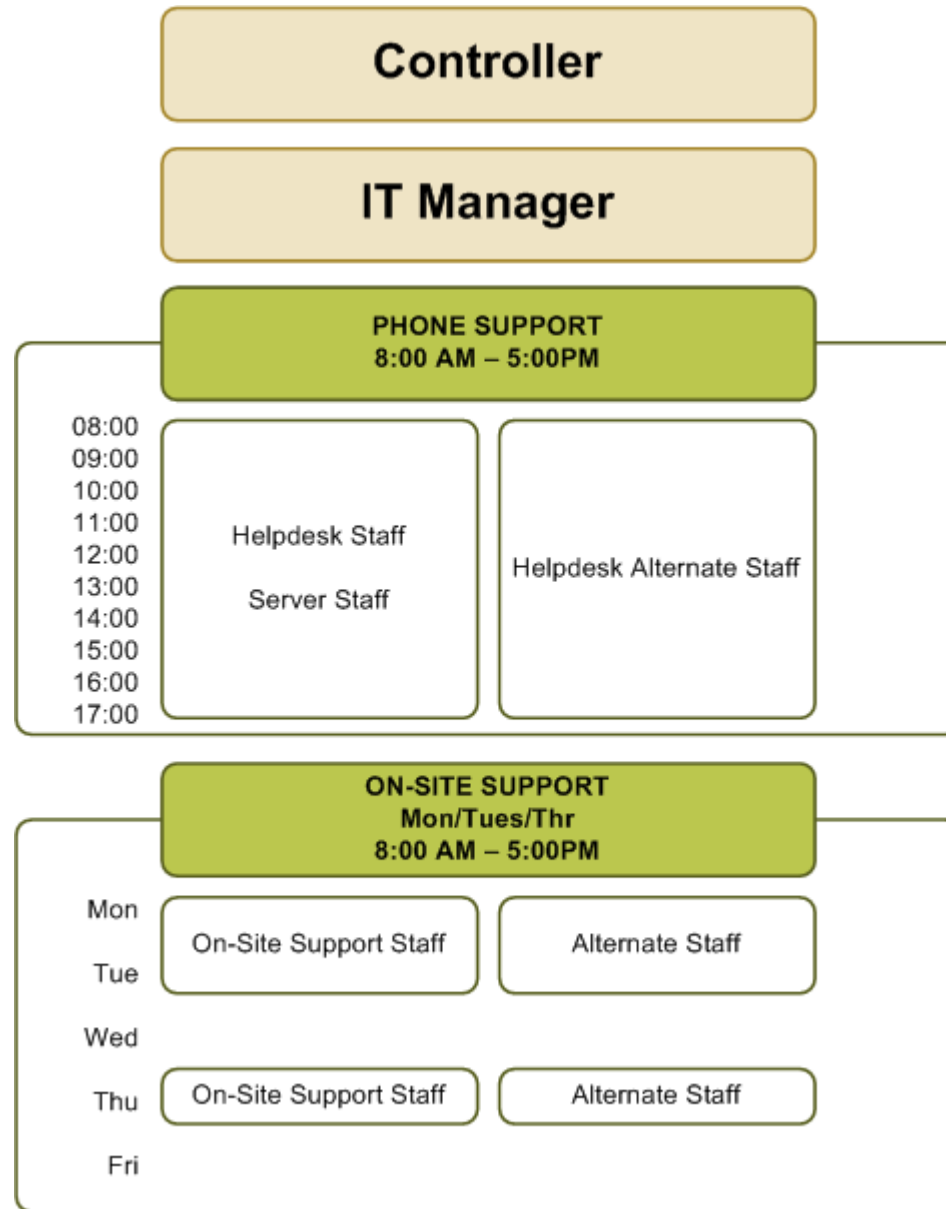 Controller
IT Manager
PHONE SUPPORT
8:00 AM – 5:00PM
08:00
09:00
10:00
11:00
12:00
13:00
14:00
15:00
16:00
17:00
Helpdesk Staff
Server Staff
Helpdesk Alternate Staff
ON-SITE SUPPORT
Mon/Tues/Thr
8:00 AM – 5:00PM
Mon
Tue
On-Site Support Staff
Alternate Staff
Wed
Thu
On-Site Support Staff
Alternate Staff
Fri